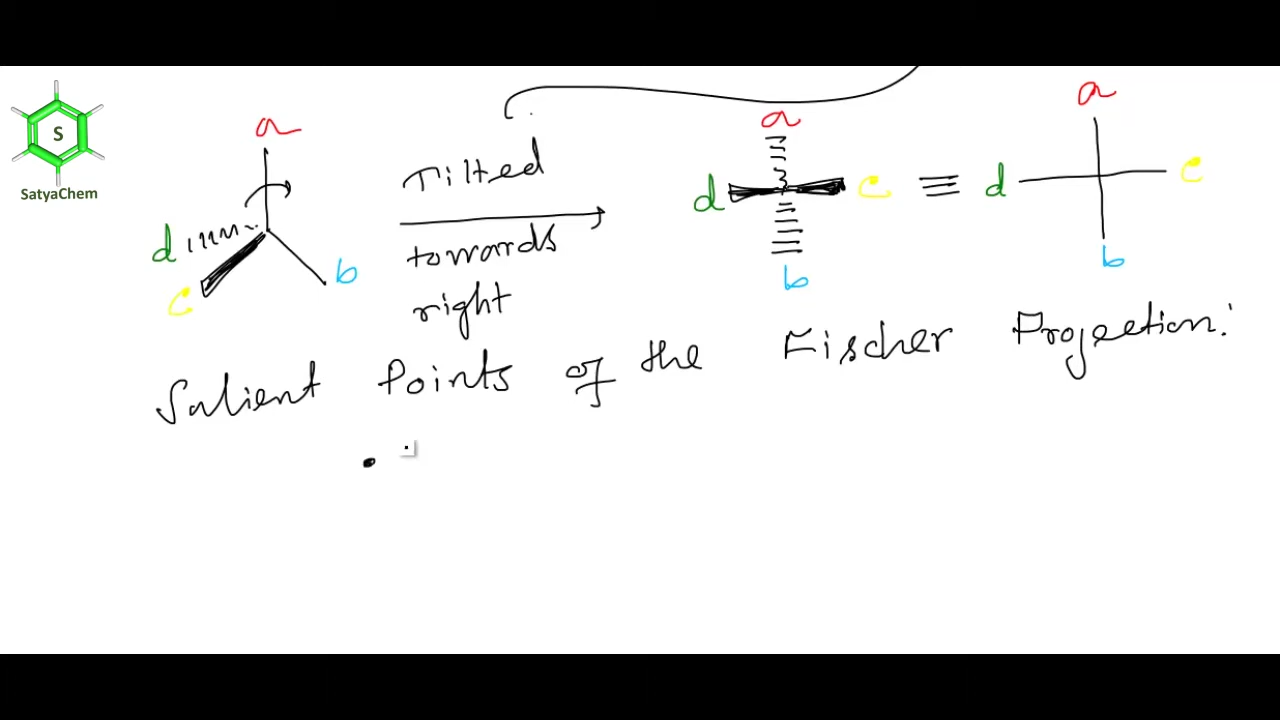 S
SatyaChem
a
d
c
b
Tilted
towards
right
a
d
c
b
≡
a
d
c
b
Salient Points of the Fischer Projection: